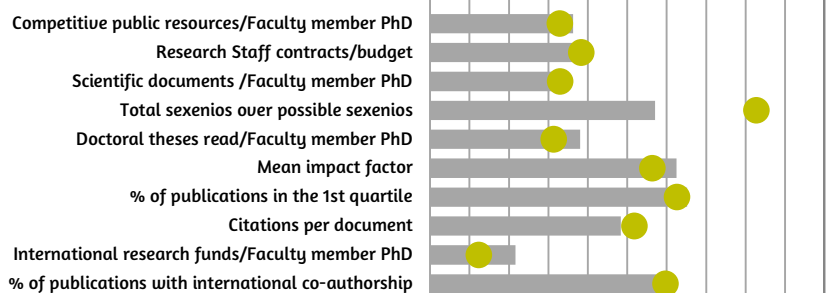 Competitive public resources/Faculty member PhD
Research Staff contracts/budget
Scientific documents /Faculty member PhD
Total sexenios over possible sexenios
Doctoral theses read/Faculty member PhD
Mean impact factor
% of publications in the 1st quartile
Citations per document
International research funds/Faculty member PhD
% of publications with international co-authorship